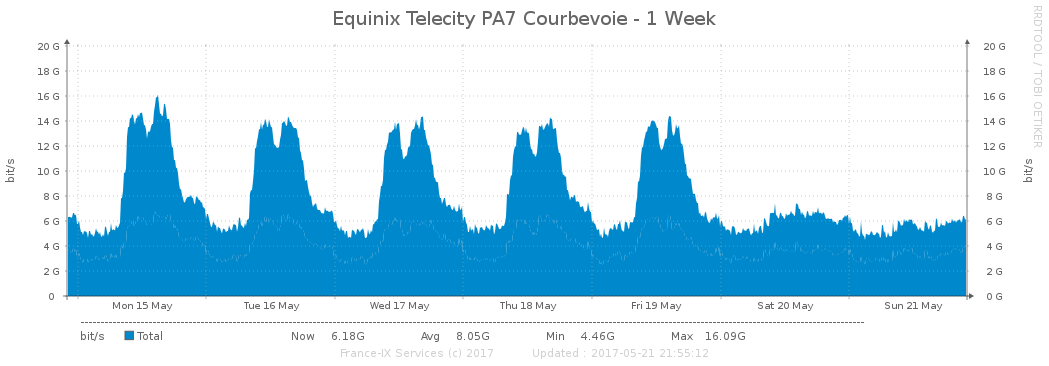 Equinix Telecity PA7 Courbevoie - 1 Week
RRDTOOL / TOBI OETIKER
bit/s
bit/s
20 G 20 G
18 G 18 G
16 G 16 G
14 G 14 G
12 G 12 G
10 G 10 G
8 G 8 G
6 G 6 G
4 G 4 G
2 G 2 G
0 0 G
Mon 15 May Tue 16 May Wed 17 May Thu 18 May Fri 19 May Sat 20 May Sun 21 May
bit/s Total Now 6.18G Avg 8.05G Min 4.46G Max 16.09G
France-IX Services (c) 2017 Updated : 2017-05-21 21:55:12